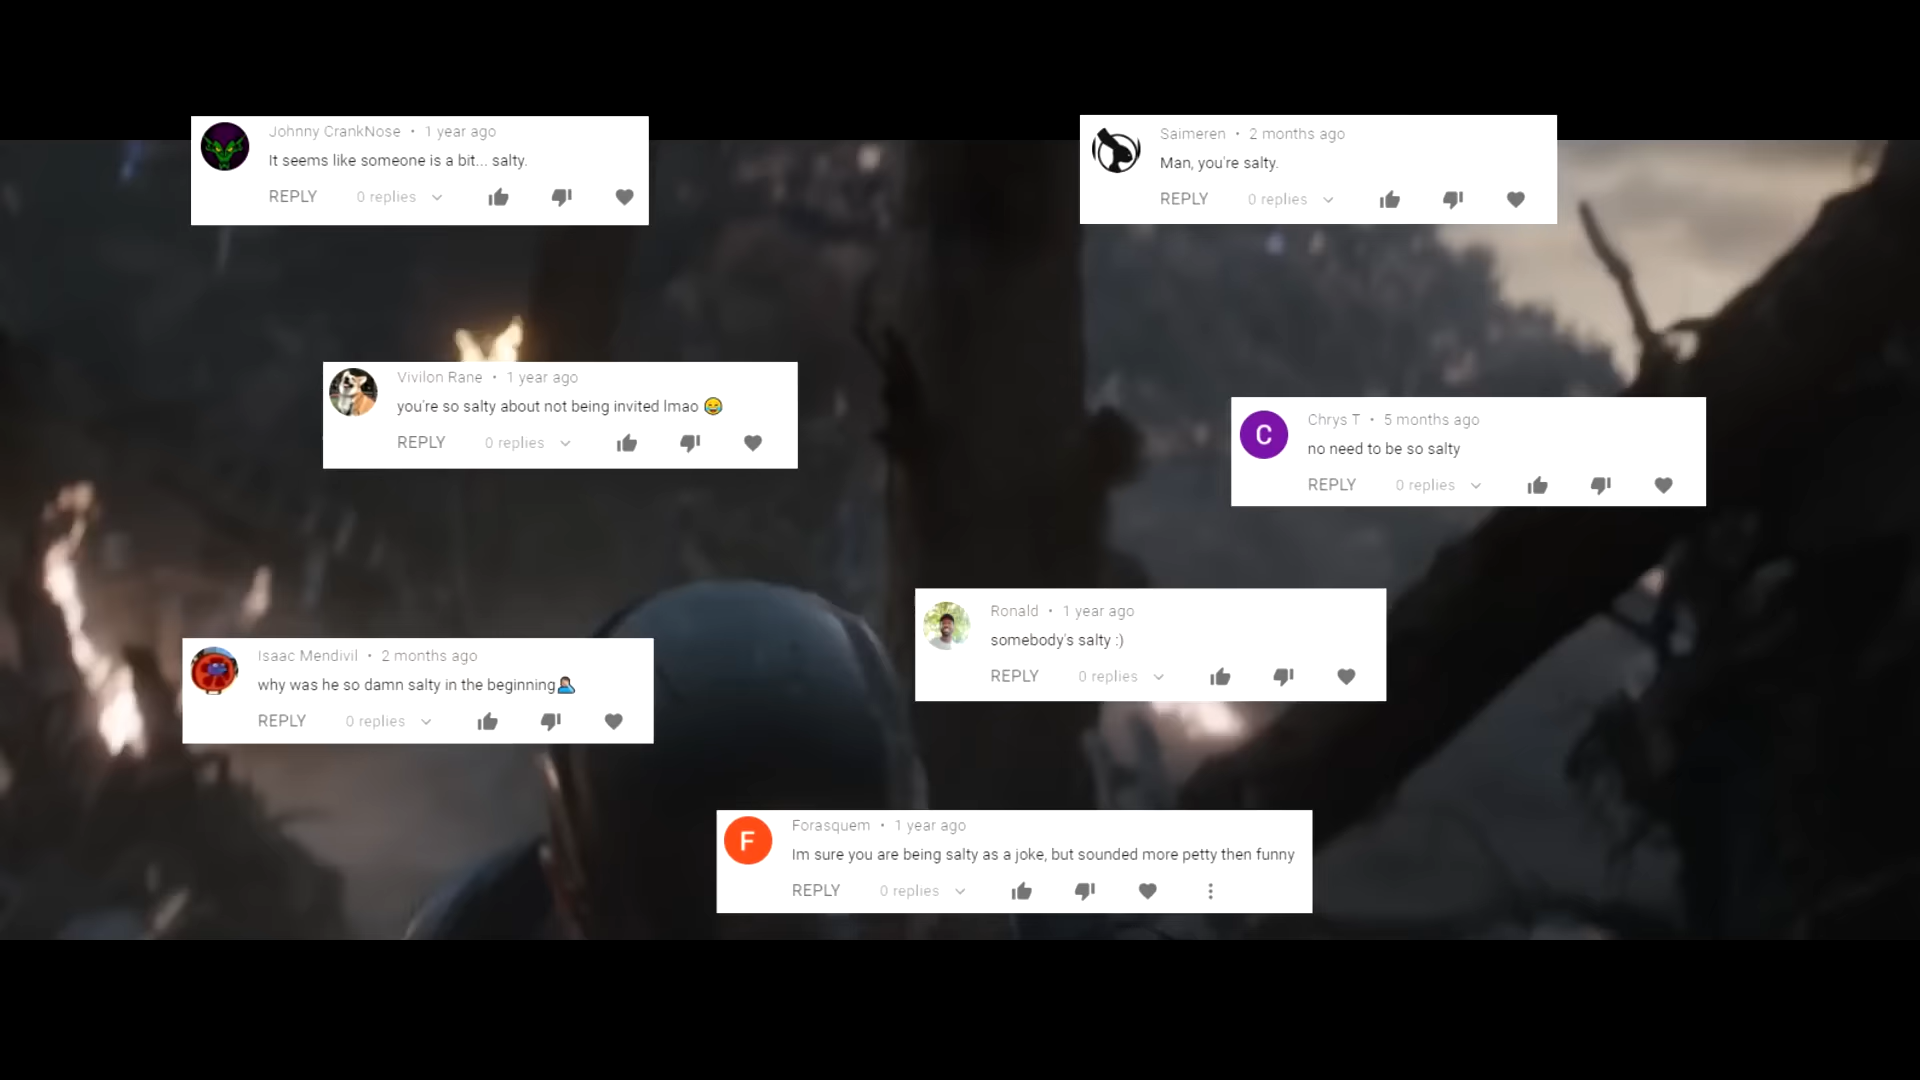 Johnny CrankNose • 1 year ago
It seems like someone is a bit... salty.
REPLY 0 replies
Saimeren • 2 months ago
Man, you're salty.
REPLY 0 replies
Vivilon Rane • 1 year ago
you're so salty about not being invited lmao 😂
REPLY 0 replies
C
Chrys T • 5 months ago
no need to be so salty
REPLY 0 replies
Ronald • 1 year ago
somebody's salty :)
REPLY 0 replies
Isaac Mendivil • 2 months ago
why was he so damn salty in the beginning🤦🏽‍♂️
REPLY 0 replies
F
Forasquem • 1 year ago
Im sure you are being salty as a joke, but sounded more petty then funny
REPLY 0 replies